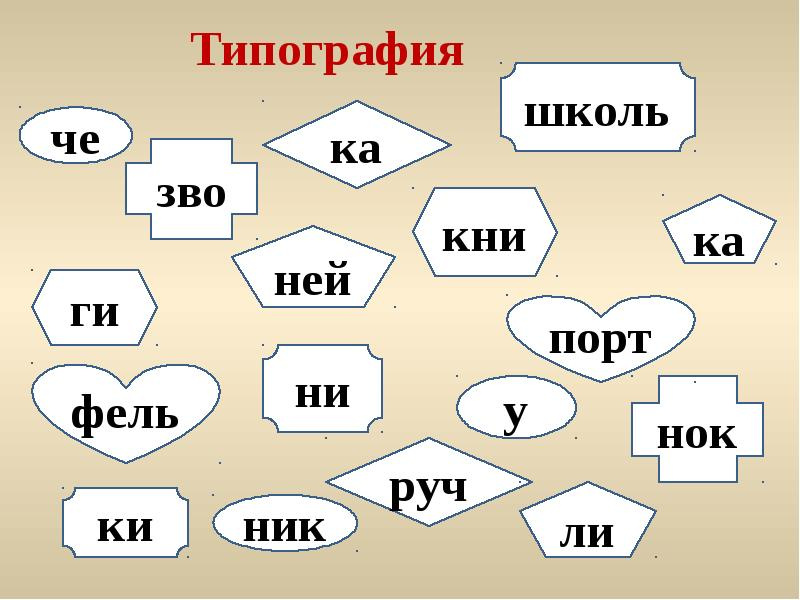 Типография
школь
че
ка
зво
кни
ка
ней
ги
порт
ни
фель
у
нок
руч
ки
ник
ли